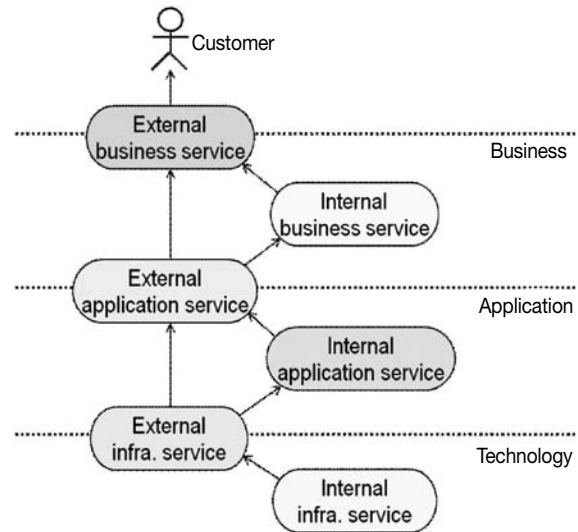 Customer
External
business service
Business
Internal
business service
External
application service
Application
Internal
application service
External
infra. service
Technology
Internal
infra. service